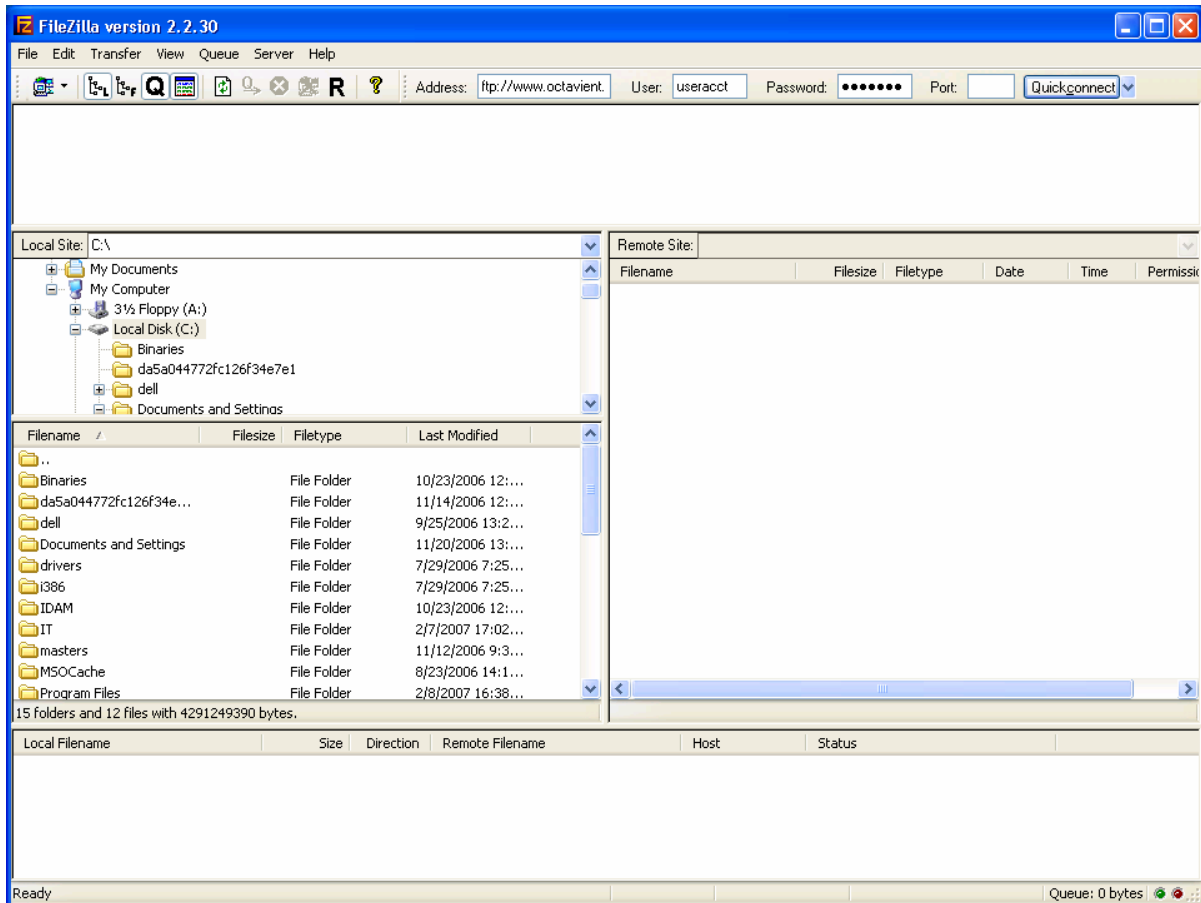 FileZilla version 2.2.30
File Edit Transfer View Queue Server Help
L F Q R ? Address: ftp://www.octavient. User: useracct Password: ●●●●●●● Port: Quickconnect
Local Site: C:\
My Documents
My Computer
3½ Floppy (A:)
Local Disk (C:)
Binaries
da5a044772fc126f34e7e1
dell
Documents and Settings
Filename Filesize Filetype Last Modified
..
Binaries File Folder 10/23/2006 12:...
da5a044772fc126f34e... File Folder 11/14/2006 12:...
dell File Folder 9/25/2006 13:2...
Documents and Settings File Folder 11/20/2006 13:...
drivers File Folder 7/29/2006 7:25...
i386 File Folder 7/29/2006 7:25...
IDAM File Folder 10/23/2006 12:...
IT File Folder 2/7/2007 17:02...
masters File Folder 11/12/2006 9:3...
MSOCache File Folder 8/23/2006 14:1...
Program Files File Folder 2/8/2007 16:38...
15 folders and 12 files with 4291249390 bytes.
Remote Site:
Filename Filesize Filetype Date Time Permissic
Local Filename Size Direction Remote Filename Host Status
Ready Queue: 0 bytes